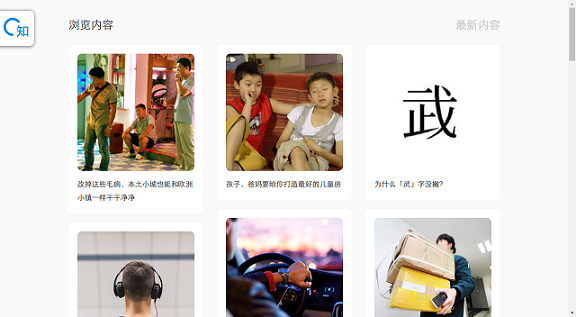 浏览内容
最新内容
知
武
改掉这些毛病，本土小城也能和欧洲
小镇一样干干净净
孩子，爸妈要给你打造最好的儿童房
为什么「武」字没撇？